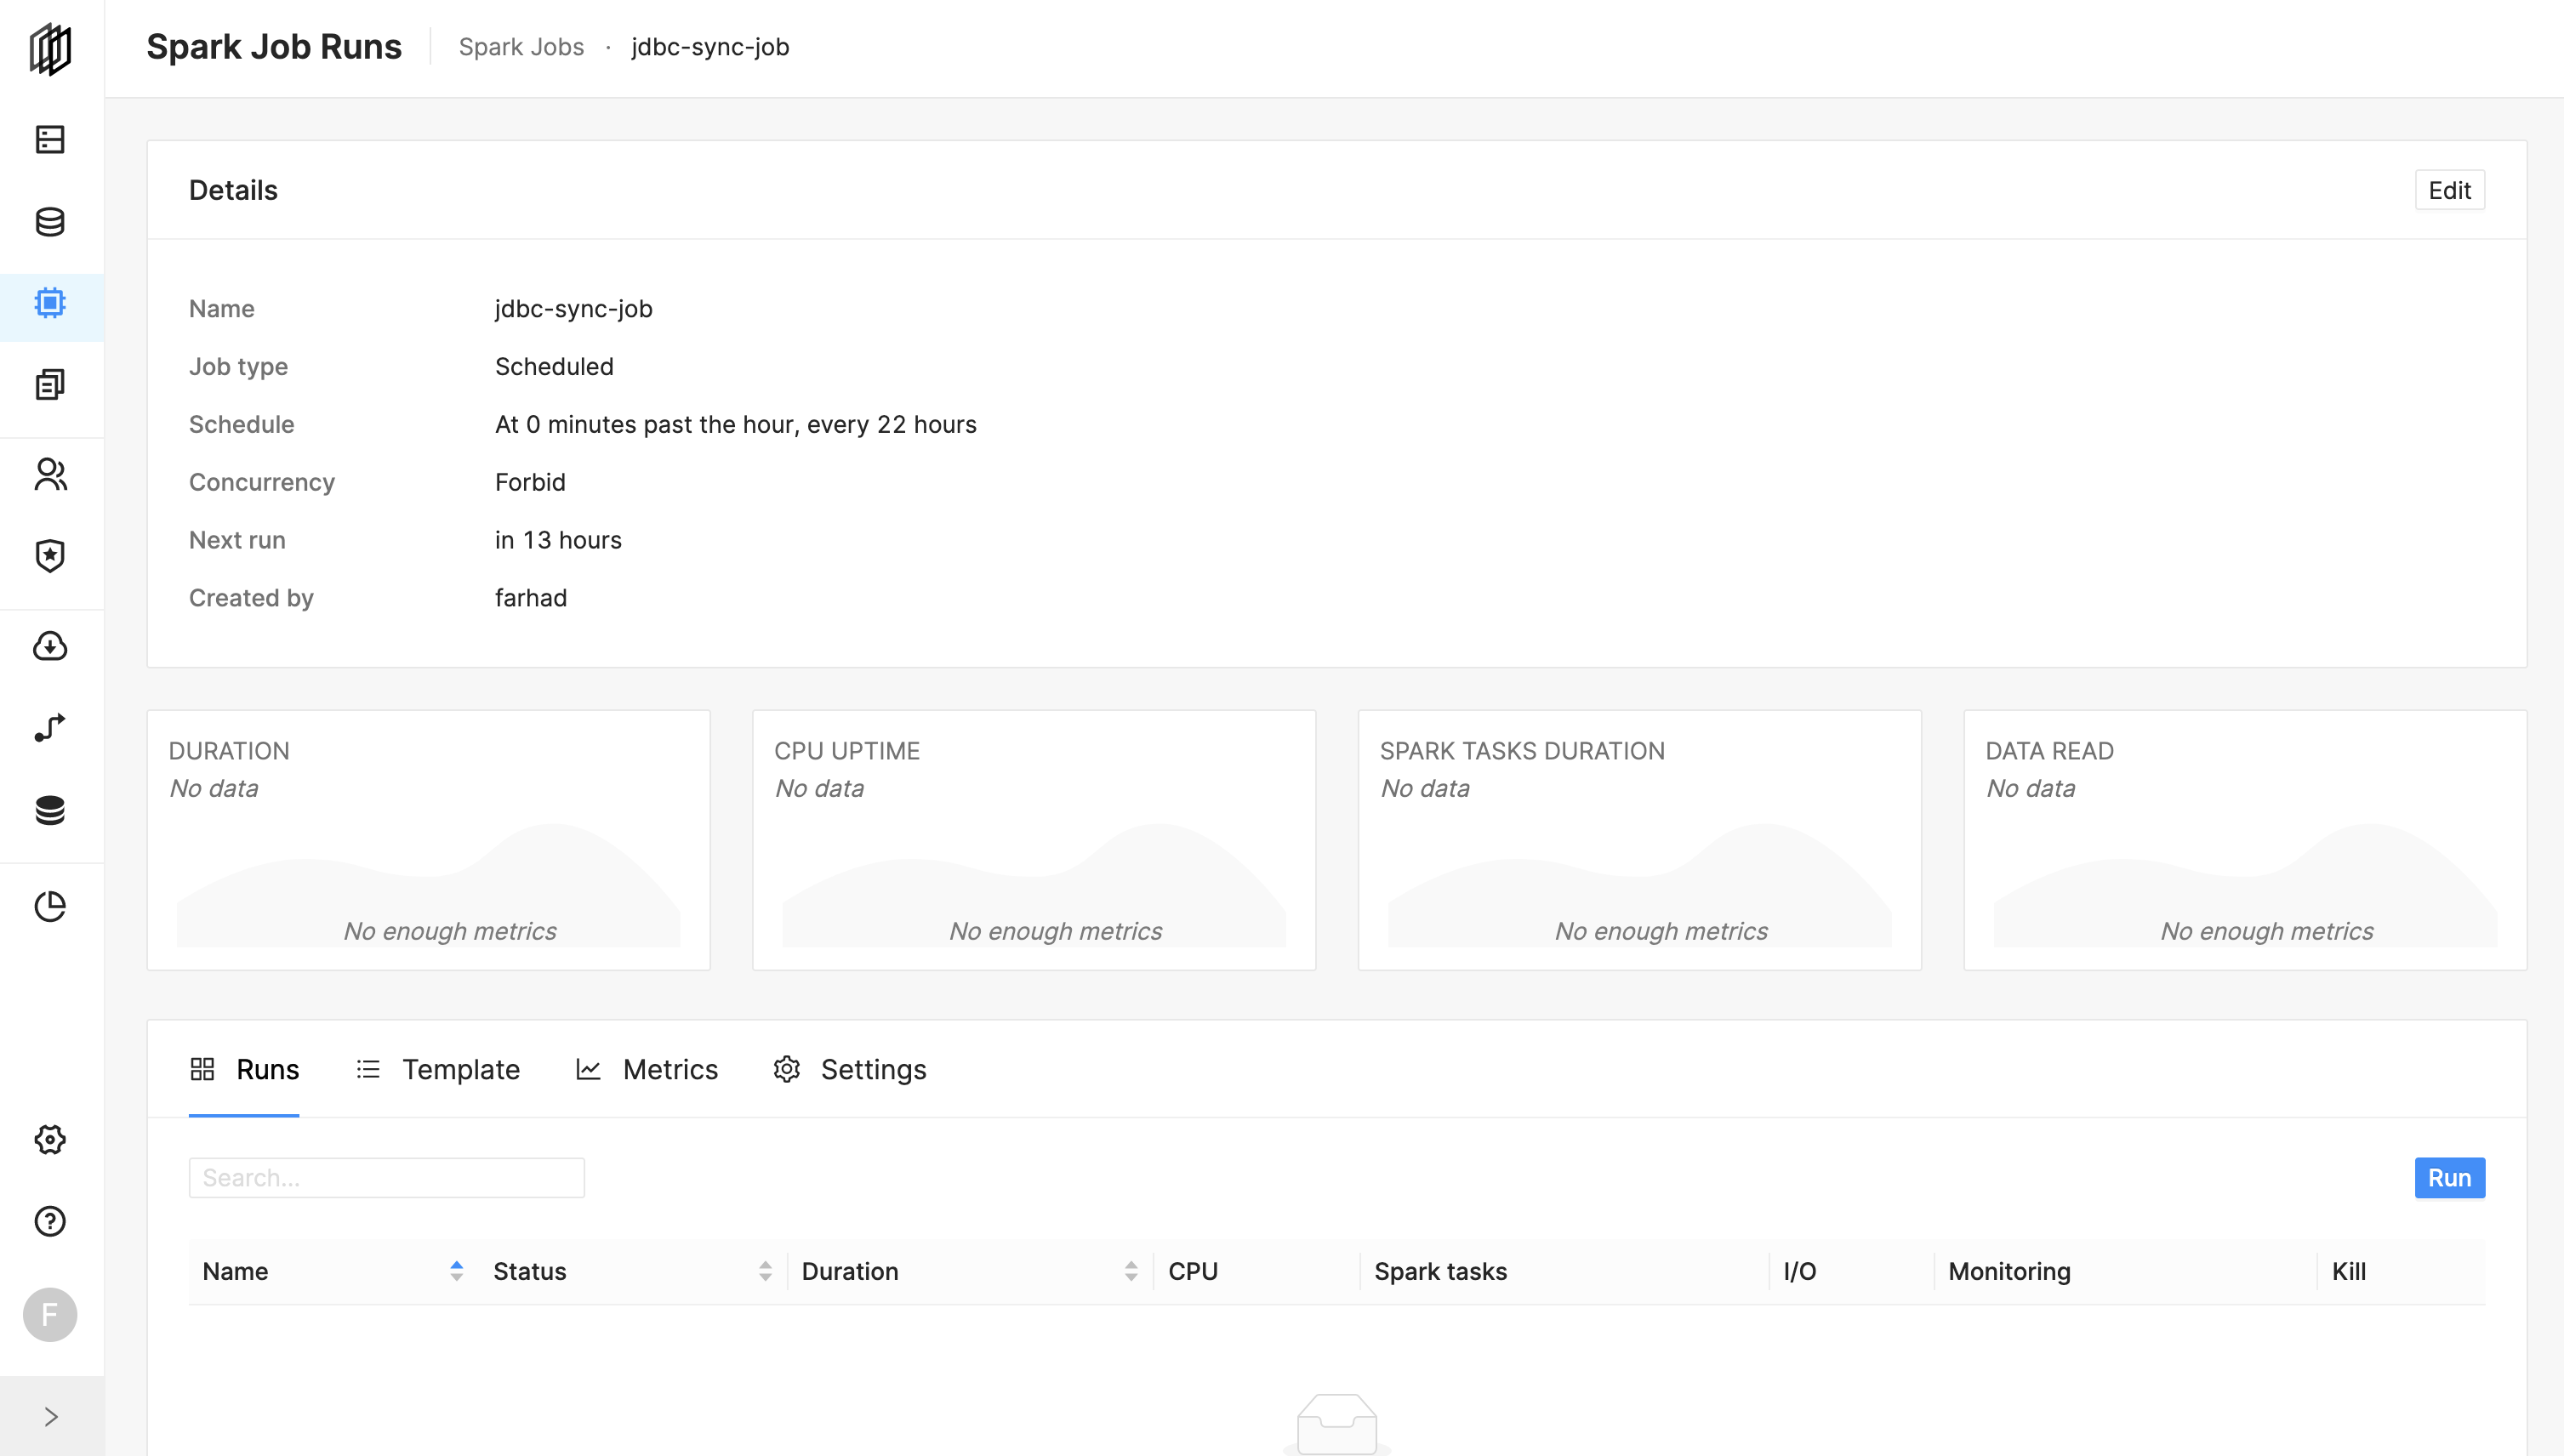 Spark Job Runs Spark Jobs · jdbc-sync-job
Details Edit
Name jdbc-sync-job
Job type Scheduled
Schedule At 0 minutes past the hour, every 22 hours
Concurrency Forbid
Next run in 13 hours
Created by farhad
DURATION
No data
No enough metrics
CPU UPTIME
No data
No enough metrics
SPARK TASKS DURATION
No data
No enough metrics
DATA READ
No data
No enough metrics
Runs Template Metrics Settings
Search... Run
Name Status Duration CPU Spark tasks I/O Monitoring Kill
F